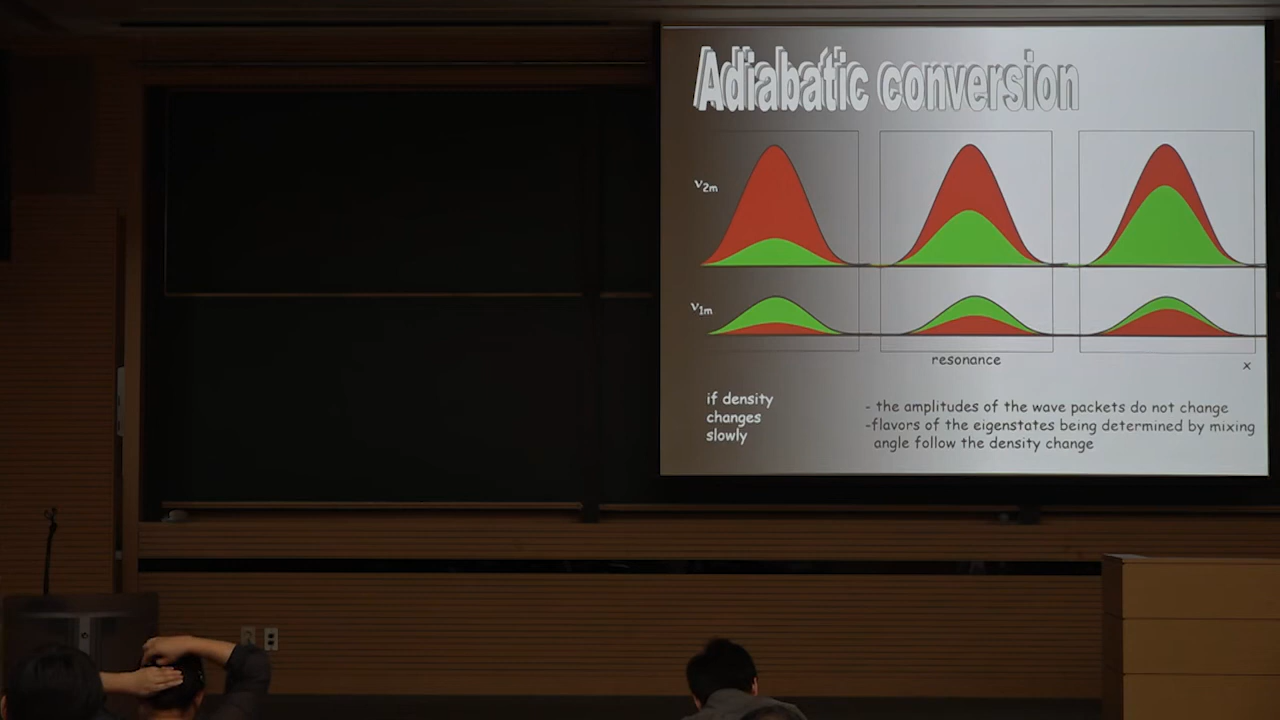 Adiabatic conversion
ν2m
ν1m
resonance
x
if density
changes
slowly
- the amplitudes of the wave packets do not change
-flavors of the eigenstates being determined by mixing
angle follow the density change